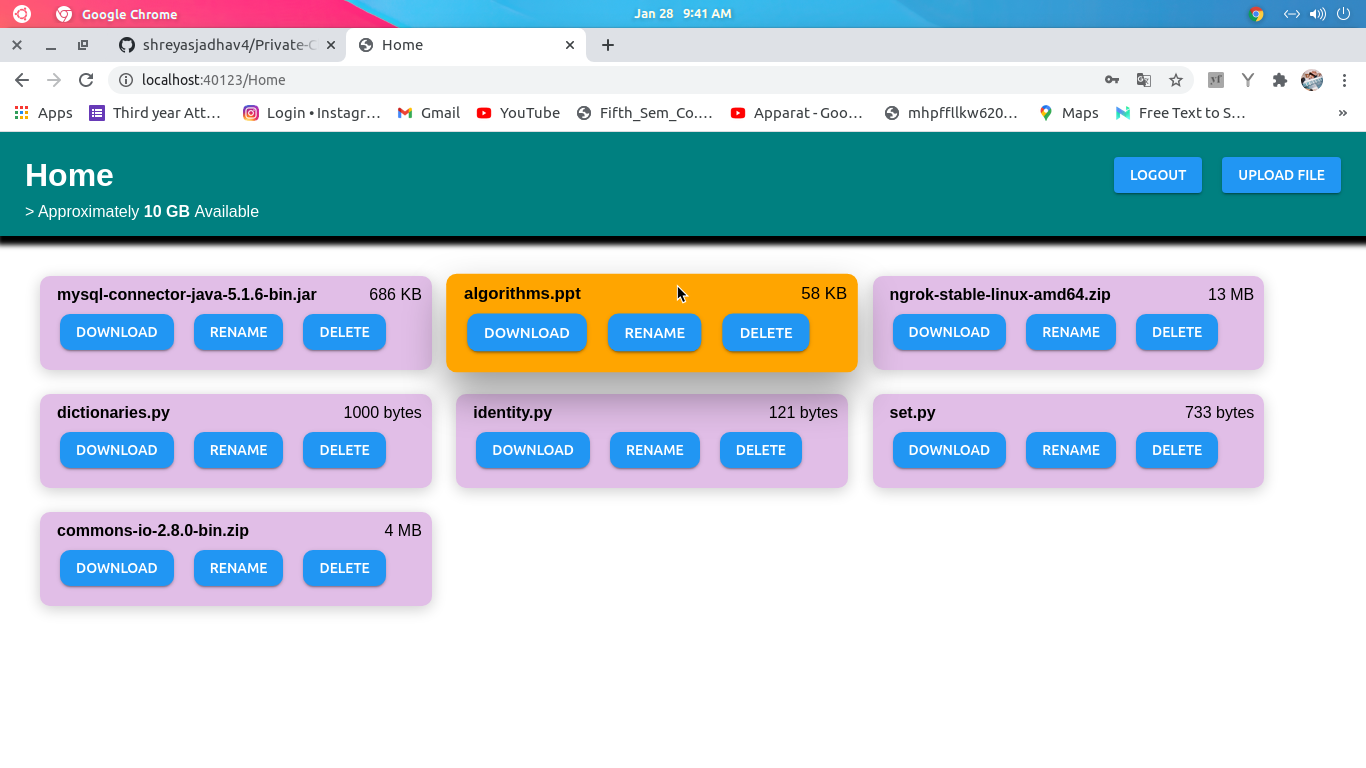 Google Chrome
Jan 28 9:41 AM
shreyasjadhav4/Private-C
Home
localhost:40123/Home
Apps
Third year Att…
Login • Instagr…
Gmail
YouTube
Fifth_Sem_Co.…
Apparat - Goo…
mhpffllkw620…
Maps
Free Text to S…
»
Home
LOGOUT
UPLOAD FILE
> Approximately 10 GB Available
mysql-connector-java-5.1.6-bin.jar 686 KB
DOWNLOAD RENAME DELETE
algorithms.ppt 58 KB
DOWNLOAD RENAME DELETE
ngrok-stable-linux-amd64.zip 13 MB
DOWNLOAD RENAME DELETE
dictionaries.py 1000 bytes
DOWNLOAD RENAME DELETE
identity.py 121 bytes
DOWNLOAD RENAME DELETE
set.py 733 bytes
DOWNLOAD RENAME DELETE
commons-io-2.8.0-bin.zip 4 MB
DOWNLOAD RENAME DELETE